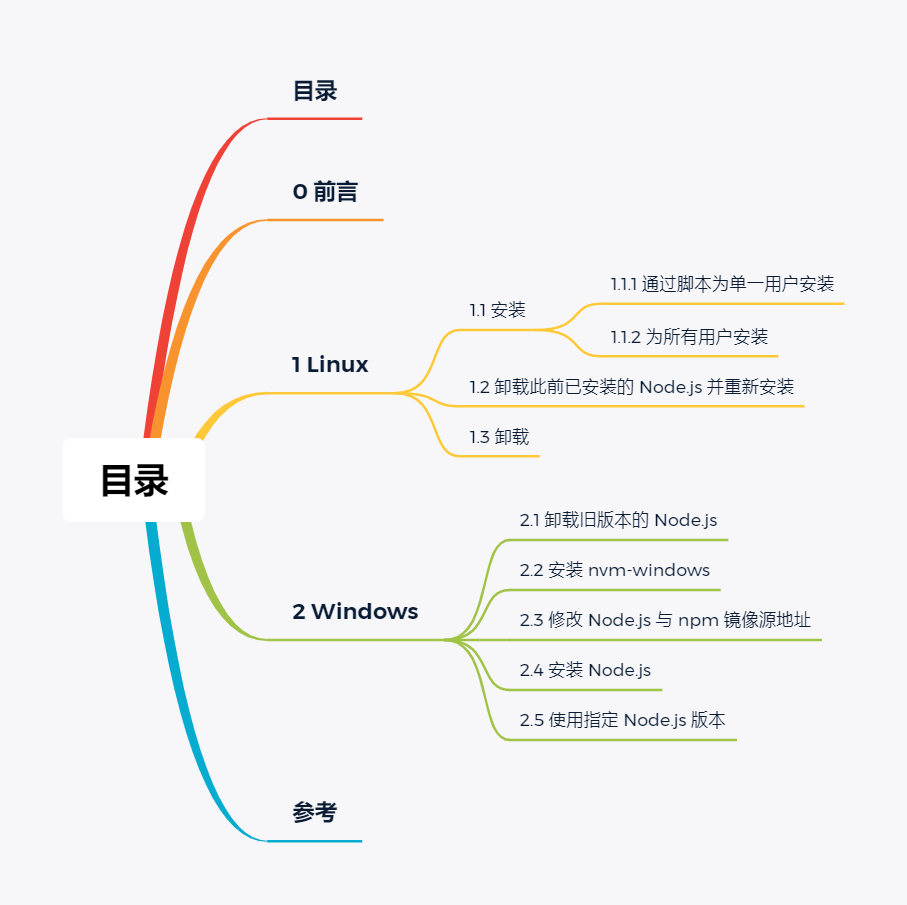 目录
目录
0 前言
1 Linux
1.1 安装
1.1.1 通过脚本为单一用户安装
1.1.2 为所有用户安装
1.2 卸载此前已安装的 Node.js 并重新安装
1.3 卸载
2 Windows
2.1 卸载旧版本的 Node.js
2.2 安装 nvm-windows
2.3 修改 Node.js 与 npm 镜像源地址
2.4 安装 Node.js
2.5 使用指定 Node.js 版本
参考